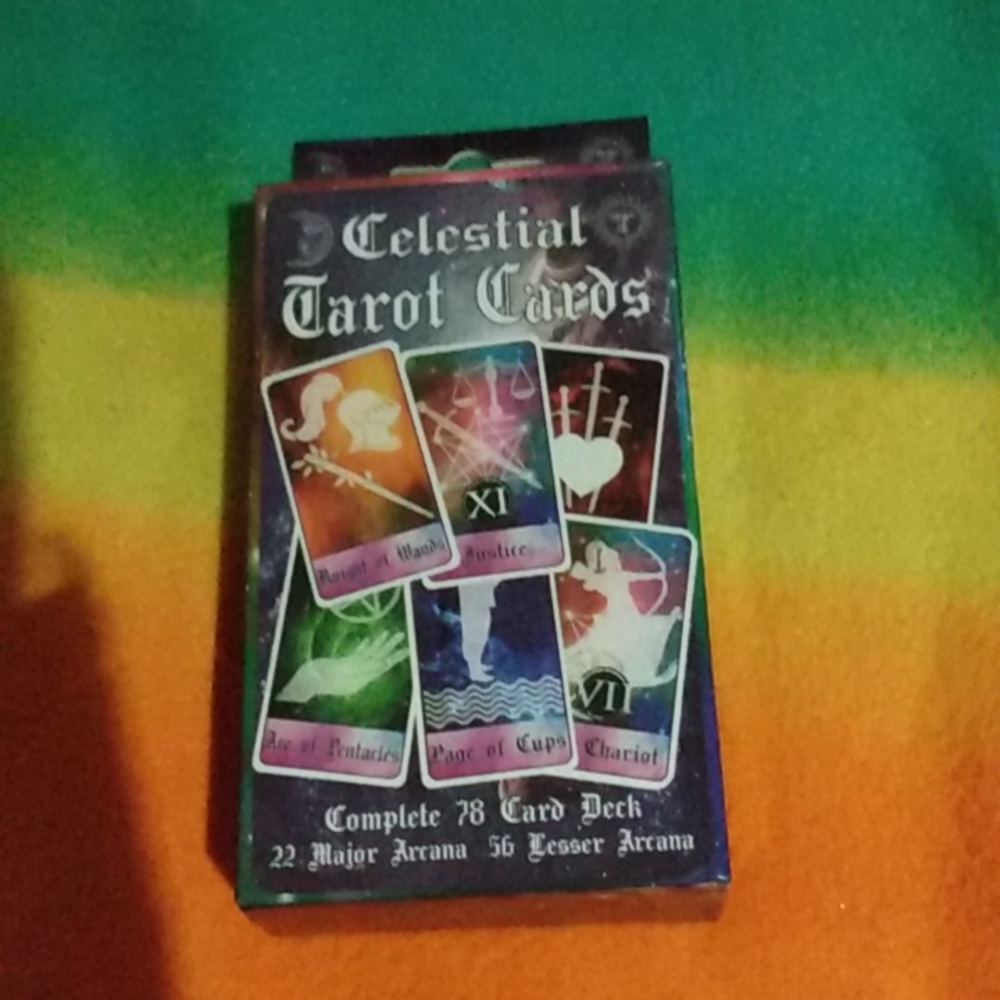 Celestial
Tarot Cards
XI
Knight of Wands
Justice
VII
Ace of Pentacles
Page of Cups
Chariot
Complete 78 Card Deck
22 Major Arcana 56 Lesser Arcana